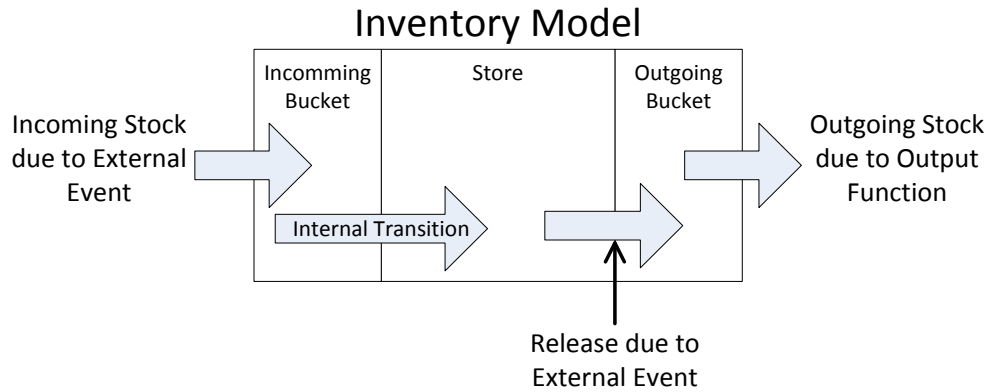 Inventory Model
Incomming
Bucket
Store
Outgoing
Bucket
Incoming Stock
due to External
Event
Internal Transition
Outgoing Stock
due to Output
Function
Release due to
External Event